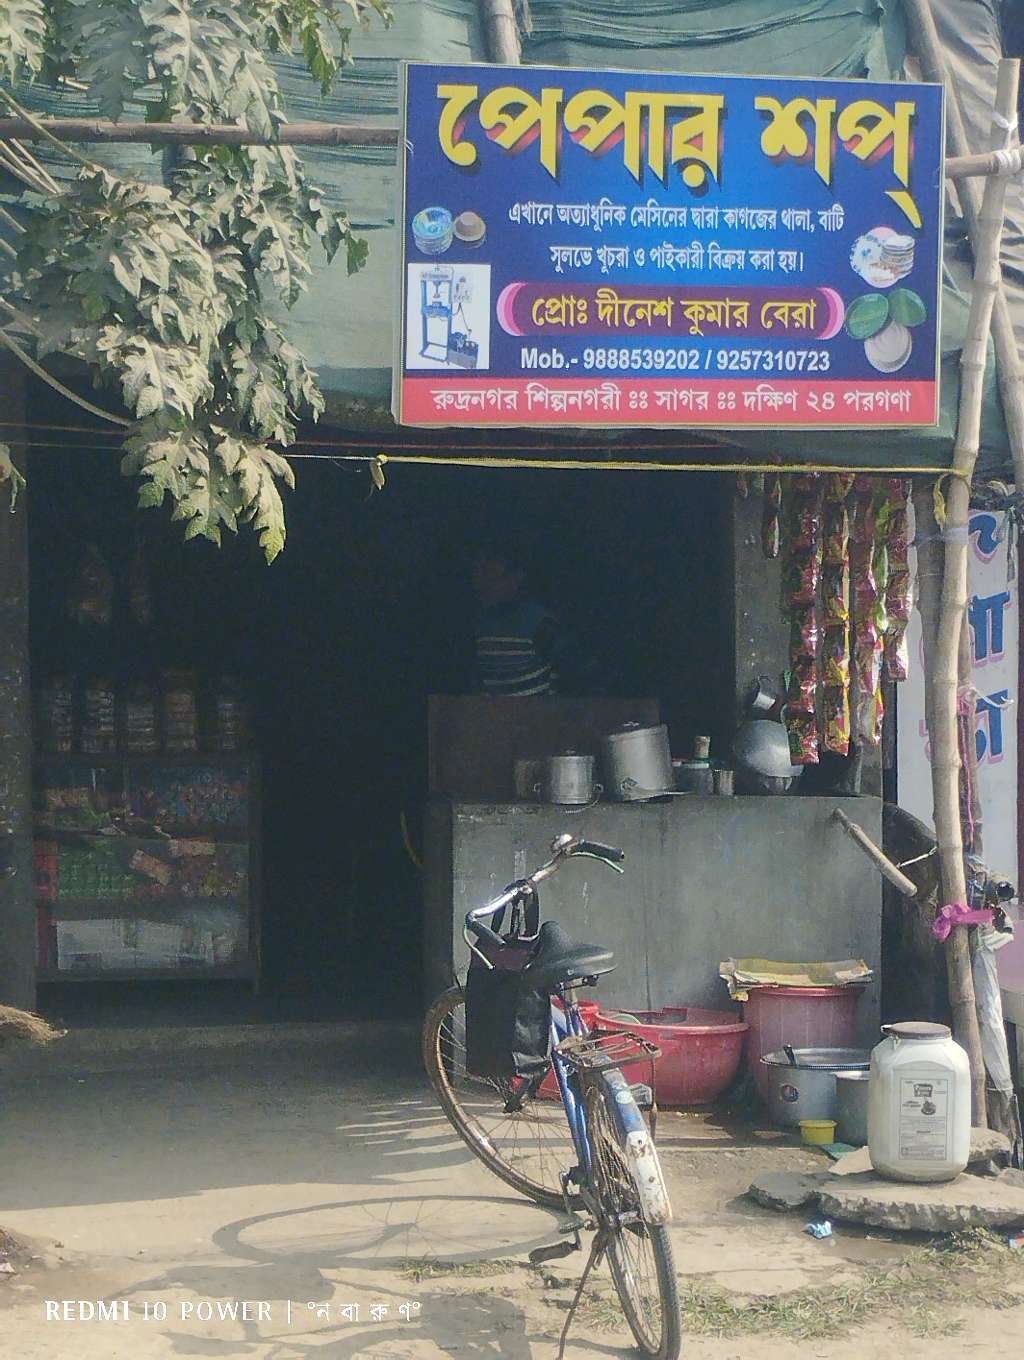 পেপার শপ্
এখানে অত্যাধুনিক মেসিনের দ্বারা কাগজের থালা, বাটি
সুলভে খুচরা ও পাইকারী বিক্রয় করা হয়।
প্রোঃ দীনেশ কুমার বেরা
Mob.- 9888539202 / 9257310723
রুদ্রনগর শিল্পনগরী ঃঃ সাগর ঃঃ দক্ষিণ ২৪ পরগণা
REDMI 10 POWER | °ন বা রু ণ°